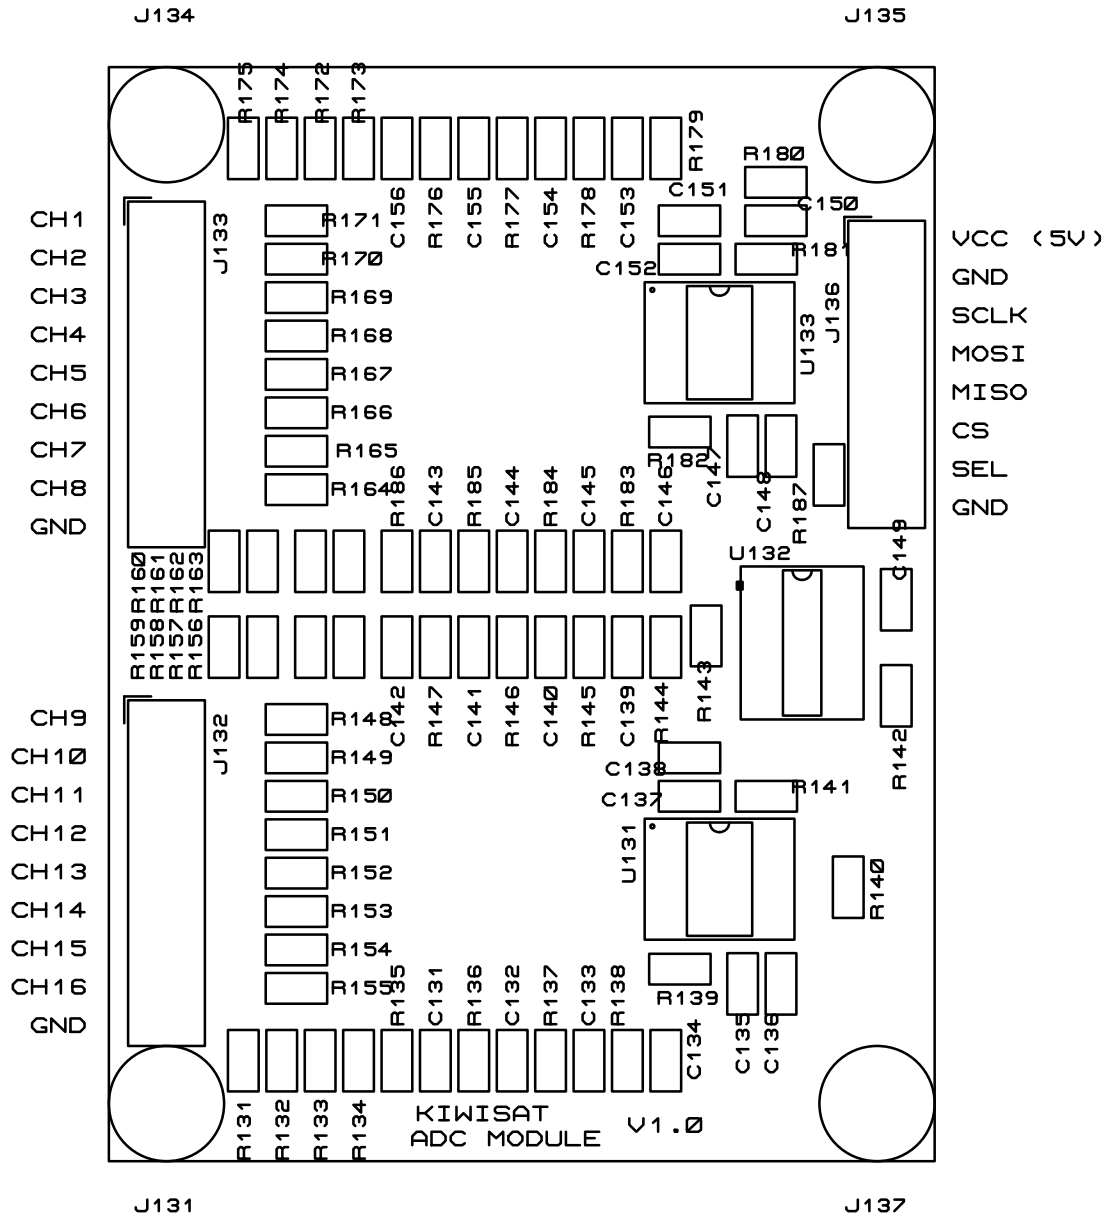 J134
J135
R175
R174
R172
R173
R179
R180
C151
C150
C156
R176
C155
R177
C154
R178
C153
CH1
R171
VCC (5V)
J133
CH2
R170
C152
R181
GND
CH3
R169
J136
SCLK
CH4
R168
U133
MOSI
CH5
R167
MISO
CH6
R166
CS
CH7
R165
R182
C147
C148
R187
SEL
CH8
R164
R186
C143
R185
C144
R184
C145
R183
C146
GND
GND
C149
U132
R160
R161
R162
R163
R159
R158
R157
R156
R143
C142
R147
C141
R146
C140
R145
C139
R144
R142
CH9
R148
J132
CH10
R149
C138
CH11
R150
C137
R141
CH12
R151
U131
CH13
R152
R140
CH14
R153
CH15
R154
CH16
R155
R135
C131
R136
C132
R137
C133
R138
R139
GND
C134
C135
C136
R131
R132
R133
R134
KIWISAT
ADC MODULE
V1.0
J131
J137